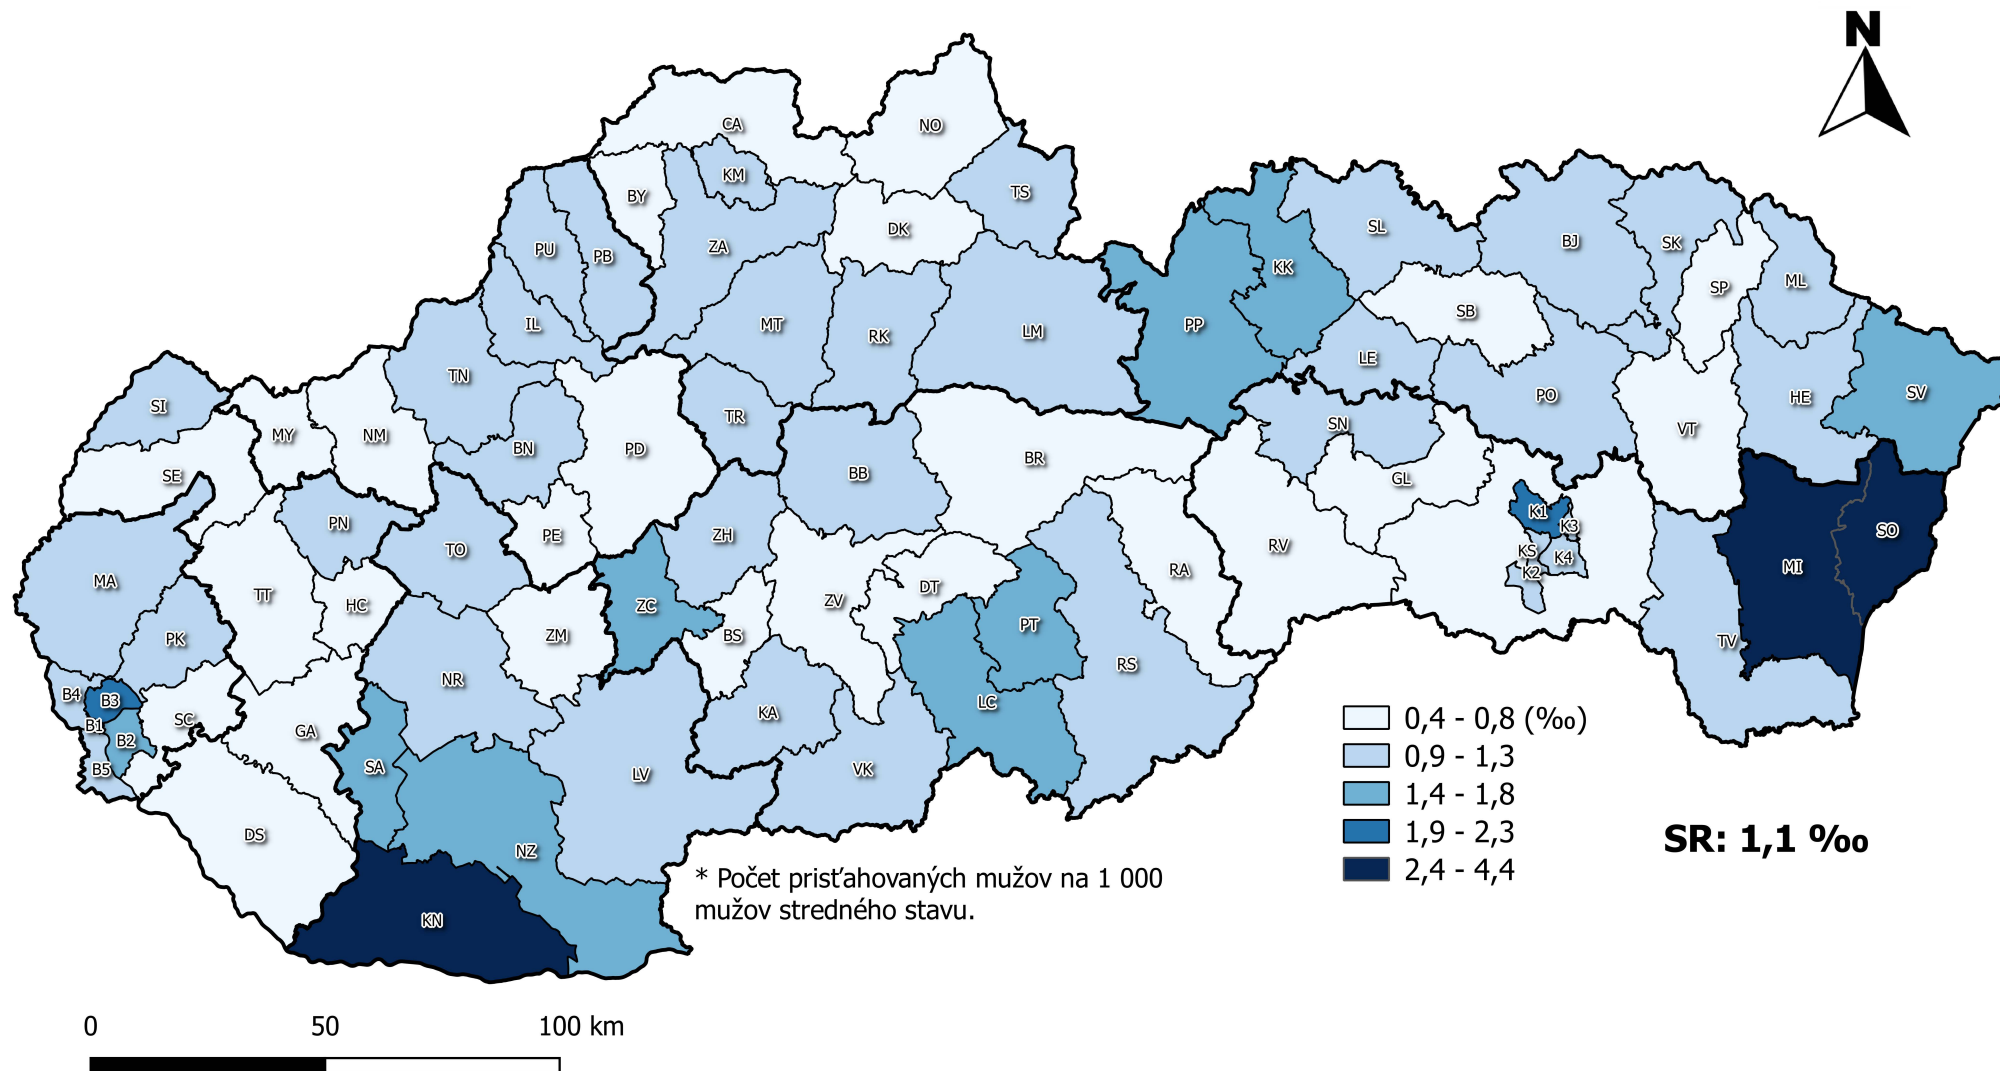 N
CA
NO
KM
BY
TS
DK
PU
PB
ZA
SL
BJ
SK
KK
SP
ML
IL
MT
RK
LM
PP
SB
LE
TN
SI
TR
PO
HE
SV
MY
NM
BN
PD
BB
BR
SN
VT
SE
GL
PN
TO
PE
ZH
RV
K1
K3
KS
K4
K2
SO
MI
MA
TT
HC
ZC
ZV
DT
RA
PK
ZM
BS
PT
RS
TV
NR
B4
B3
B1
B2
B5
SC
GA
KA
LC
SA
LV
VK
DS
NZ
KN
0,4 - 0,8 (‰)
0,9 - 1,3
1,4 - 1,8
1,9 - 2,3
2,4 - 4,4
SR: 1,1 ‰
* Počet prisťahovaných mužov na 1 000
mužov stredného stavu.
0 50 100 km